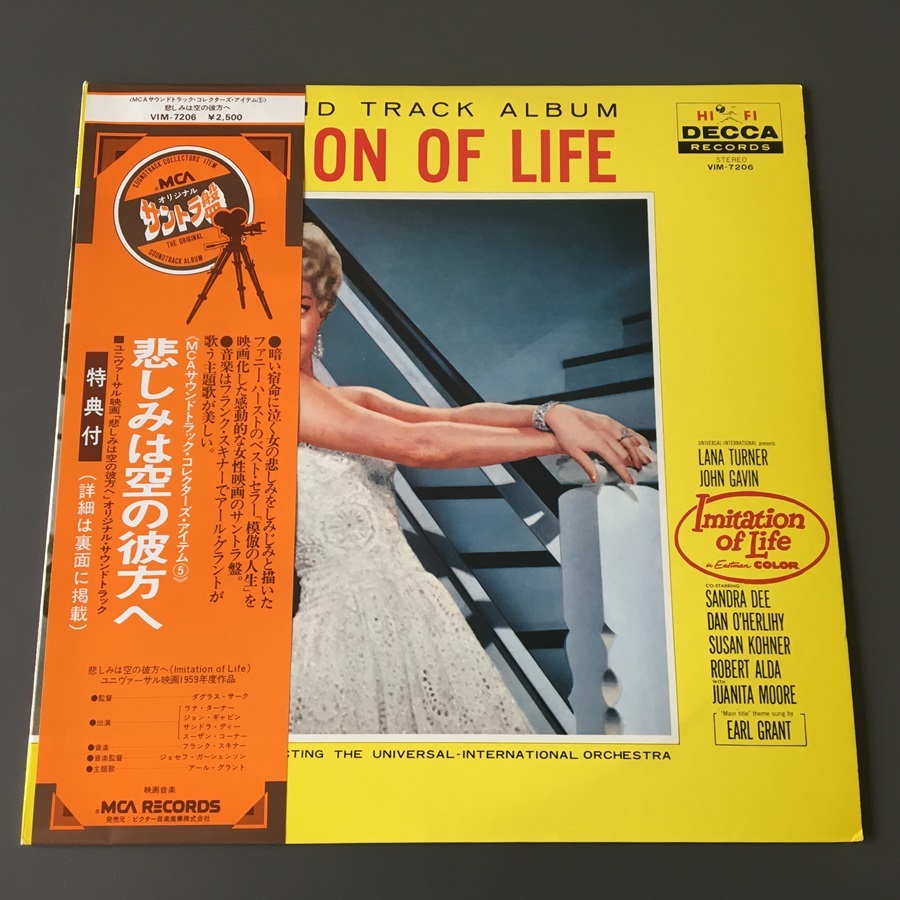 〈MCAサウンドトラック・コレクターズ・アイテム⑤〉
悲しみは空の彼方へ
VIM-7206 ¥2,500
SOUNDTRACK COLLECTORS' ITEM
MCA
オリジナル
サントラ盤
THE ORIGINAL
SOUNDTRACK ALBUM
●暗い宿命に泣く女の悲しみをしみじみと描いた
ファニー・ハーストのベスト・セラー「模倣の人生」を
映画化した感動的な女性映画のサントラ盤。
●音楽はフランク・スキナーでアール・グラントが
歌う主題歌が美しい。
〈MCAサウンドトラック・コレクターズ・アイテム⑤〉
悲しみは空の彼方へ
■ユニヴァーサル映画「悲しみは空の彼方へ」オリジナル・サウンドトラック
特典付
(詳細は裏面に掲載)
悲しみは空の彼方へ(Imitation of Life)
ユニヴァーサル映画1959年度作品
●監督 ダグラス・サーク
●出演 ラナ・ターナー
ジョン・ギャビン
サンドラ・ディー
スーザン・コーナー
●音楽 フランク・スキナー
●音楽監督 ジョセフ・ガーシェンソン
●主題歌 アール・グラント
映画音楽
MCA RECORDS
発売元:ビクター音楽産業株式会社
ND TRACK ALBUM
ION OF LIFE
HI FI
DECCA
RECORDS
STEREO
VIM-7206
UNIVERSAL-INTERNATIONAL presents
LANA TURNER
JOHN GAVIN
Imitation
of Life
in Eastman COLOR
CO-STARRING
SANDRA DEE
DAN O'HERLIHY
SUSAN KOHNER
ROBERT ALDA
WITH
JUANITA MOORE
"Main title" theme sung by
EARL GRANT
CTING THE UNIVERSAL-INTERNATIONAL ORCHESTRA